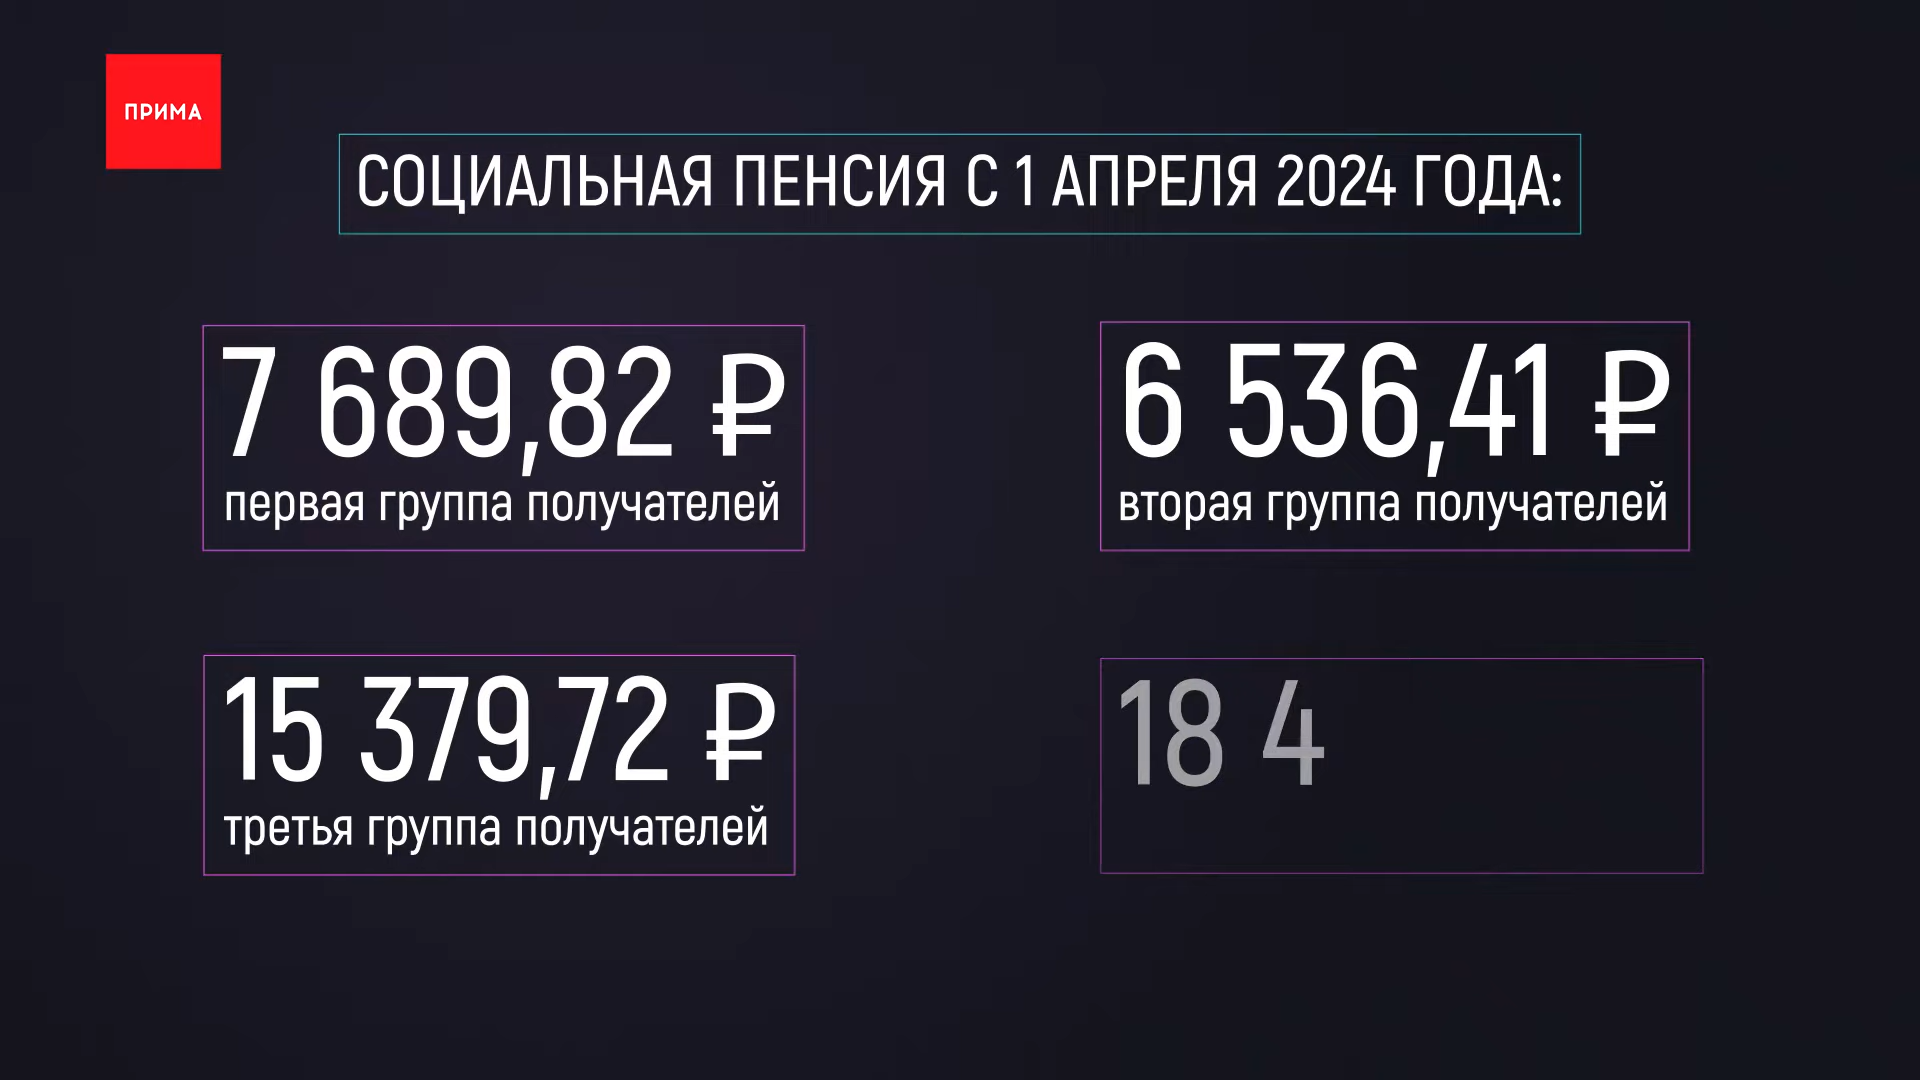 ПРИМА
СОЦИАЛЬНАЯ ПЕНСИЯ С 1 АПРЕЛЯ 2024 ГОДА:
7 689,82 ₽
первая группа получателей
6 536,41 ₽
вторая группа получателей
15 379,72 ₽
третья группа получателей
18 4